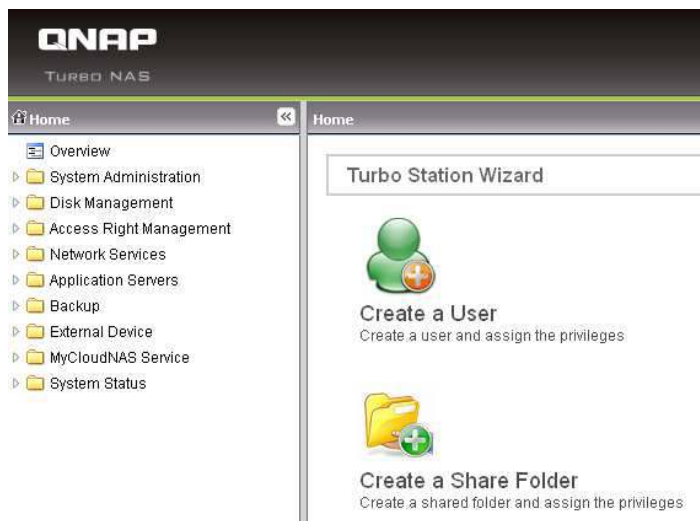 QNAP
TURBO NAS
Home
Overview
System Administration
Disk Management
Access Right Management
Network Services
Application Servers
Backup
External Device
MyCloudNAS Service
System Status
Home
Turbo Station Wizard
Create a User
Create a user and assign the privileges
Create a Share Folder
Create a shared folder and assign the privileges